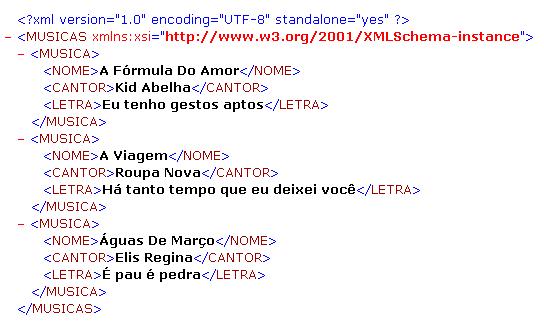 <?xml version="1.0" encoding="UTF-8" standalone="yes" ?>
- <MUSICAS xmlns:xsi="http://www.w3.org/2001/XMLSchema-instance">
- <MUSICA>
<NOME>A Fórmula Do Amor</NOME>
<CANTOR>Kid Abelha</CANTOR>
<LETRA>Eu tenho gestos aptos</LETRA>
</MUSICA>
- <MUSICA>
<NOME>A Viagem</NOME>
<CANTOR>Roupa Nova</CANTOR>
<LETRA>Há tanto tempo que eu deixei você</LETRA>
</MUSICA>
- <MUSICA>
<NOME>Águas De Março</NOME>
<CANTOR>Elis Regina</CANTOR>
<LETRA>É pau é pedra</LETRA>
</MUSICA>
</MUSICAS>